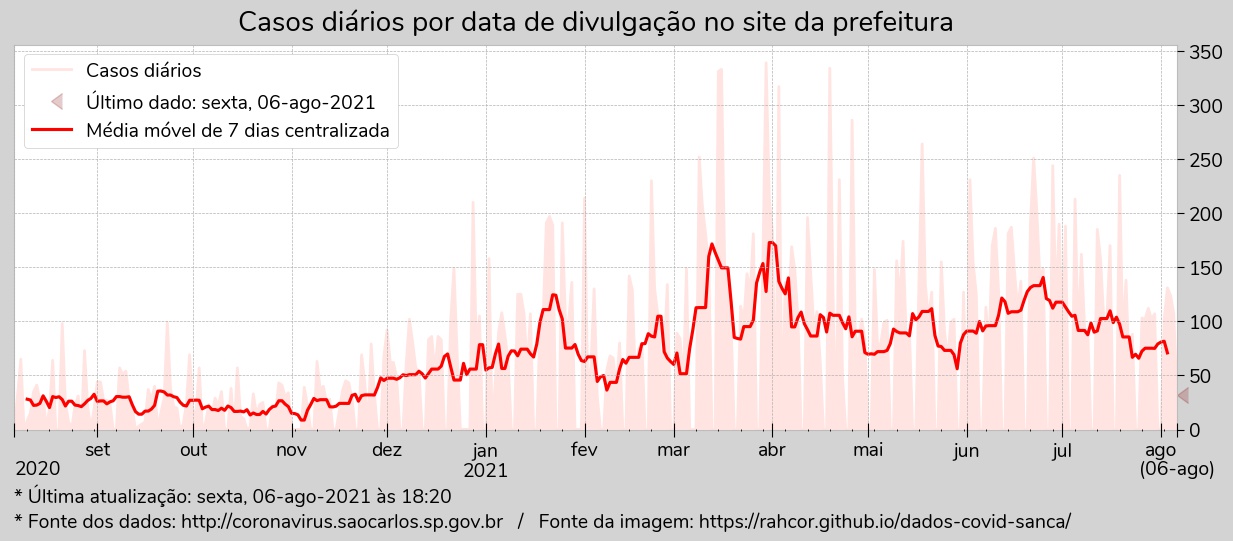 Casos diários por data de divulgação no site da prefeitura
Casos diários
Último dado: sexta, 06-ago-2021
Média móvel de 7 dias centralizada
350
300
250
200
150
100
50
0
set out nov dez jan fev mar abr mai jun jul ago
2020 2021 (06-ago)
* Última atualização: sexta, 06-ago-2021 às 18:20
* Fonte dos dados: http://coronavirus.saocarlos.sp.gov.br / Fonte da imagem: https://rahcor.github.io/dados-covid-sanca/